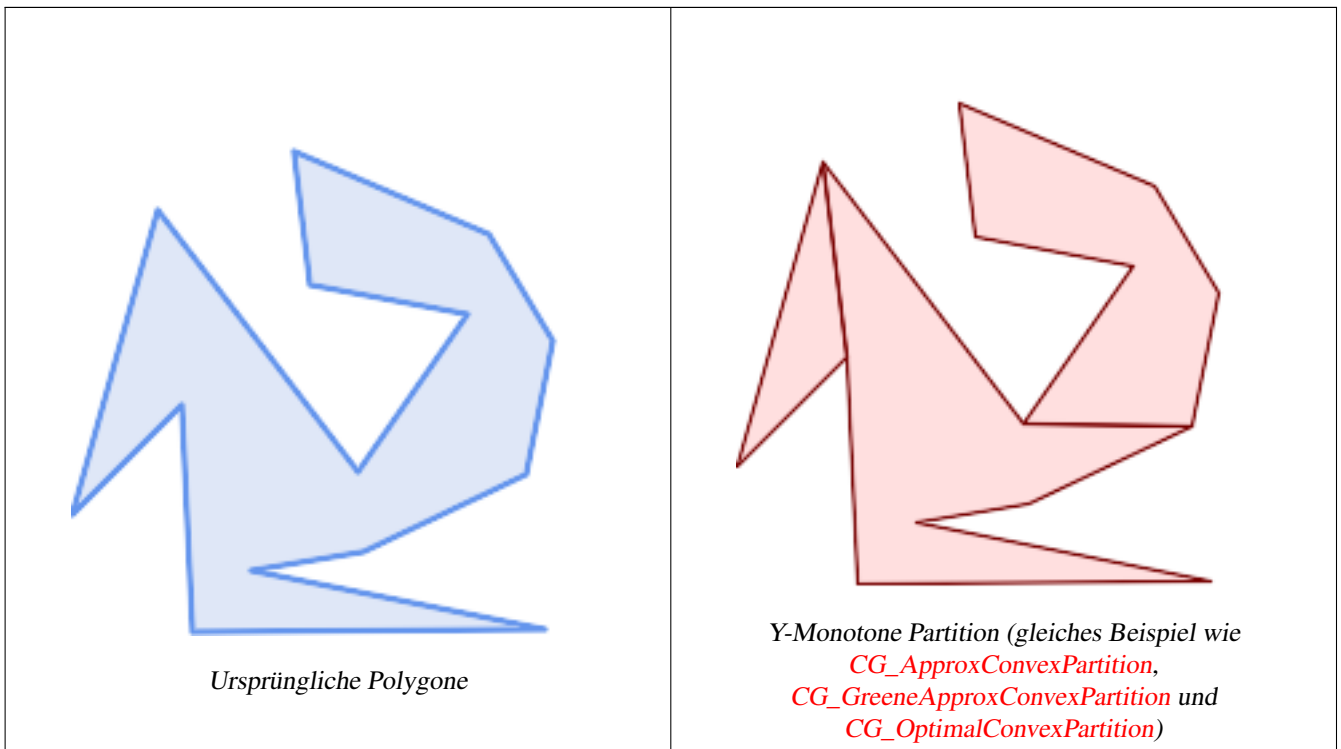 Ursprüngliche Polygone
Y-Monotone Partition (gleiches Beispiel wie
CG_ApproxConvexPartition,
CG_GreeneApproxConvexPartition und
CG_OptimalConvexPartition)